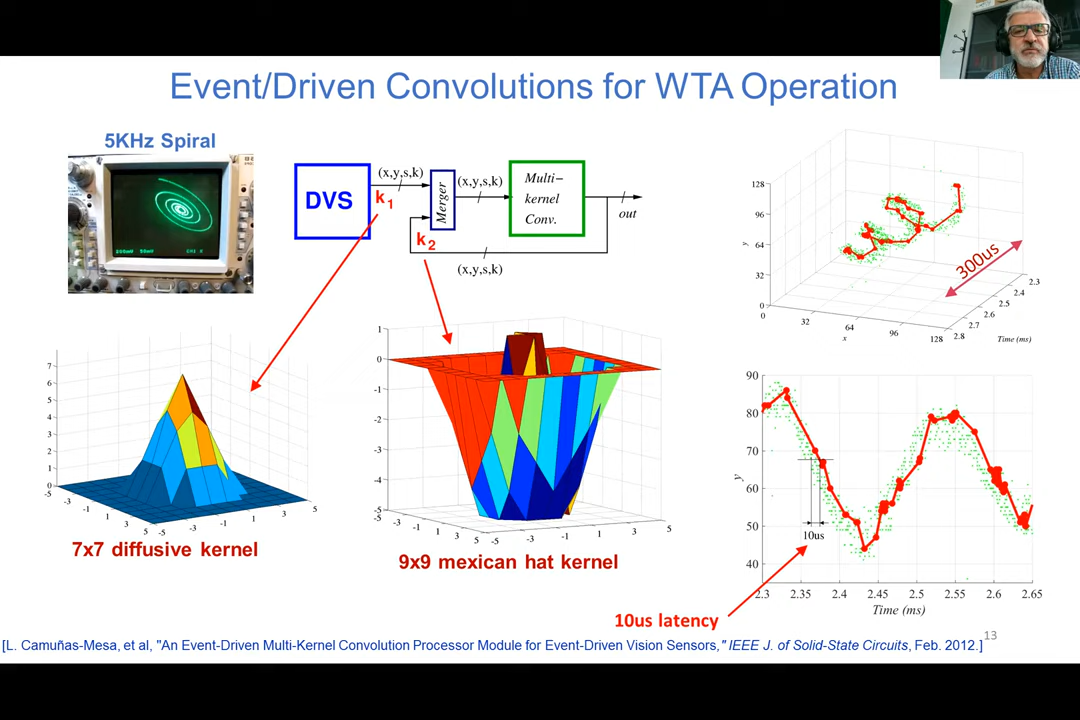 Event/Driven Convolutions for WTA Operation
5KHz Spiral
DVS
(x,y,s,k)
k1
Merger
(x,y,s,k)
Multi−
kernel
Conv.
out
k2
(x,y,s,k)
128
96
64
32
0
y
0
32
64
96
128
x
2.3
2.4
2.5
2.6
2.7
2.8
Time (ms)
300us
7
6
5
4
3
2
1
0
-5
-3
-1
1
3
5
-5
-3
-1
1
3
5
7x7 diffusive kernel
1
0
-1
-2
-3
-4
-5
-5
-3
-1
1
3
5
-5
-3
-1
1
3
5
9x9 mexican hat kernel
90
80
70
60
50
40
y
10us
2.3
2.35
2.4
2.45
2.5
2.55
2.6
2.65
Time (ms)
10us latency
[L. Camuñas-Mesa, et al, "An Event-Driven Multi-Kernel Convolution Processor Module for Event-Driven Vision Sensors," IEEE J. of Solid-State Circuits, Feb. 2012.]
13